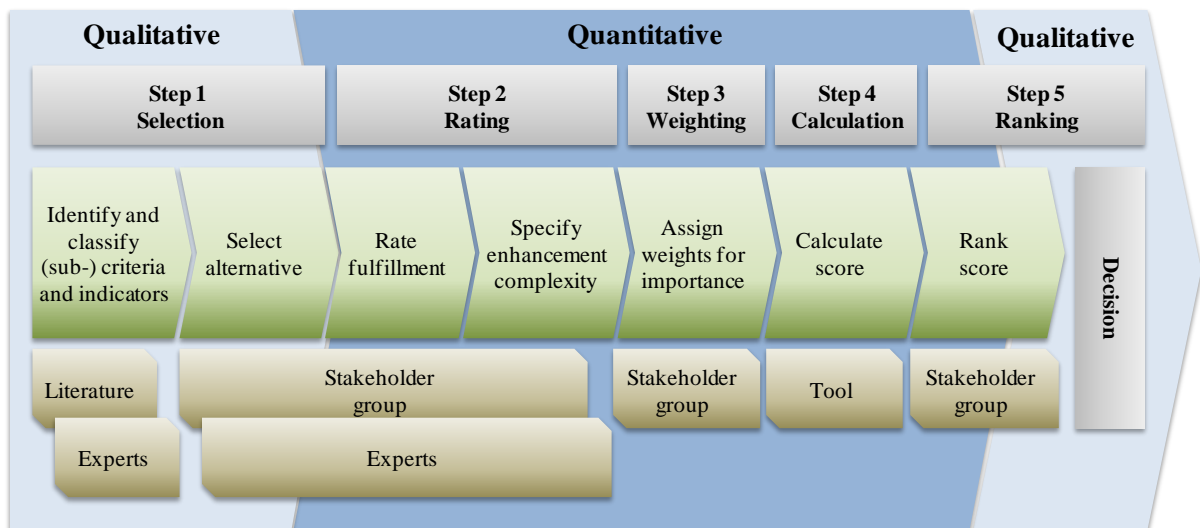 Qualitative
Quantitative
Qualitative
Step 1
Selection
Step 2
Rating
Step 3
Weighting
Step 4
Calculation
Step 5
Ranking
Identify and
classify
(sub-) criteria
and indicators
Select
alternative
Rate
fulfillment
Specify
enhancement
complexity
Assign
weights for
importance
Calculate
score
Rank
score
Decision
Literature
Stakeholder
group
Stakeholder
group
Tool
Stakeholder
group
Experts
Experts